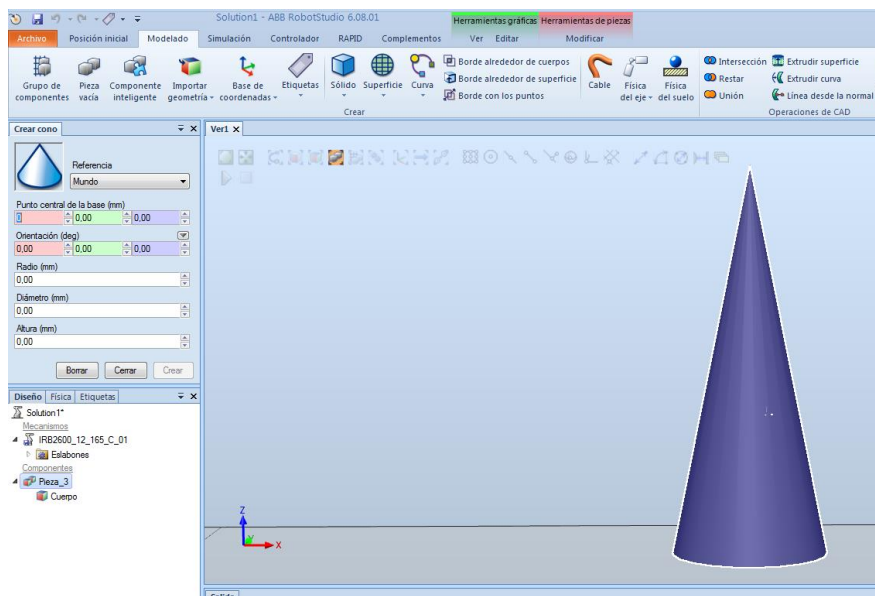 Solution1 - ABB RobotStudio 6.08.01
Herramientas gráficas Herramientas de piezas
Archivo Posición inicial Modelado Simulación Controlador RAPID Complementos Ver Editar Modificar
Grupo de componentes
Pieza vacía
Componente inteligente
Importar geometría
Base de coordenadas
Etiquetas
Sólido
Superficie
Curva
Borde alrededor de cuerpos
Borde alrededor de superficie
Borde con los puntos
Crear
Cable
Física del eje
Física del suelo
Intersección
Restar
Unión
Extrudir superficie
Extrudir curva
Línea desde la normal
Operaciones de CAD
Crear cono
Ver1
Referencia
Mundo
Punto central de la base (mm)
0 0,00 0,00
Orientación (deg)
0,00 0,00 0,00
Radio (mm)
0,00
Diámetro (mm)
0,00
Altura (mm)
0,00
Borrar Cerrar Crear
Diseño Física Etiquetas
Solution1*
Mecanismos
IRB2600_12_165_C_01
Eslabones
Componentes
Pieza_3
Cuerpo
Z
Y
X